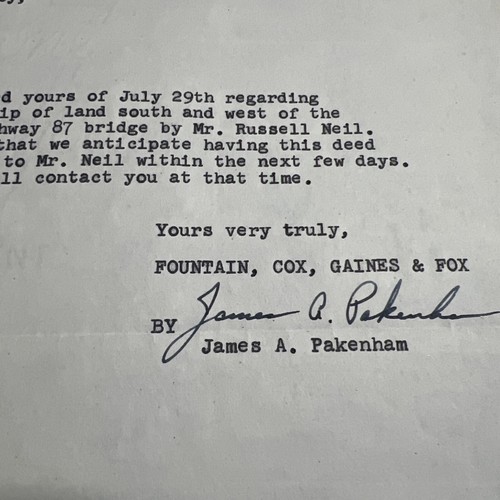 d yours of July 29th regarding
ip of land south and west of the
hway 87 bridge by Mr. Russell Neil.
that we anticipate having this deed
to Mr. Neil within the next few days.
ll contact you at that time.
Yours very truly,
FOUNTAIN, COX, GAINES & FOX
BY James A. Pakenham
James A. Pakenham